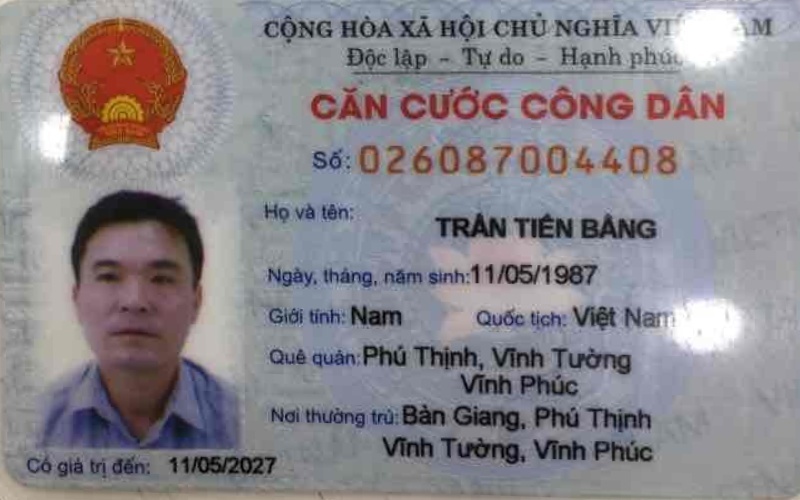 CỘNG HÒA XÃ HỘI CHỦ NGHĨA VIỆT NAM
Độc lập - Tự do - Hạnh phúc
CĂN CƯỚC CÔNG DÂN
Số: 026087004408
Họ và tên:
TRẦN TIẾN BẰNG
Ngày, tháng, năm sinh: 11/05/1987
Giới tính: Nam Quốc tịch: Việt Nam
Quê quán: Phú Thịnh, Vĩnh Tường
Vĩnh Phúc
Nơi thường trú: Bàn Giang, Phú Thịnh
Vĩnh Tường, Vĩnh Phúc
Có giá trị đến: 11/05/2027